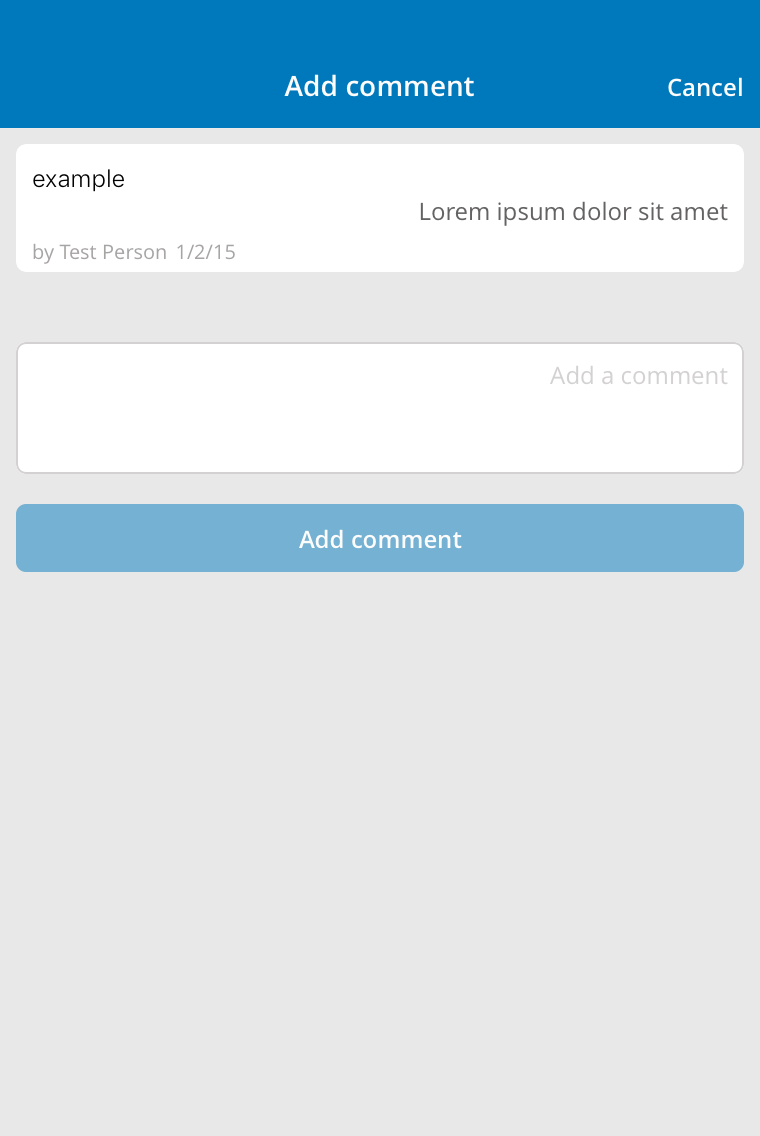 Add comment
Cancel
example
Lorem ipsum dolor sit amet
by Test Person 1/2/15
Add a comment
Add comment